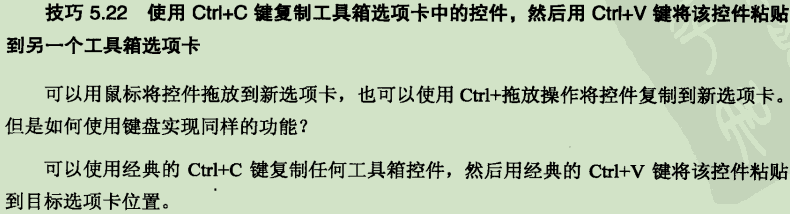 技巧 5.22 使用 Ctrl+C 键复制工具箱选项卡中的控件，然后用 Ctrl+V 键将该控件粘贴
到另一个工具箱选项卡
可以用鼠标将控件拖放到新选项卡，也可以使用 Ctrl+拖放操作将控件复制到新选项卡。
但是如何使用键盘实现同样的功能？
可以使用经典的 Ctrl+C 键复制任何工具箱控件，然后用经典的 Ctrl+V 键将该控件粘贴
到目标选项卡位置。